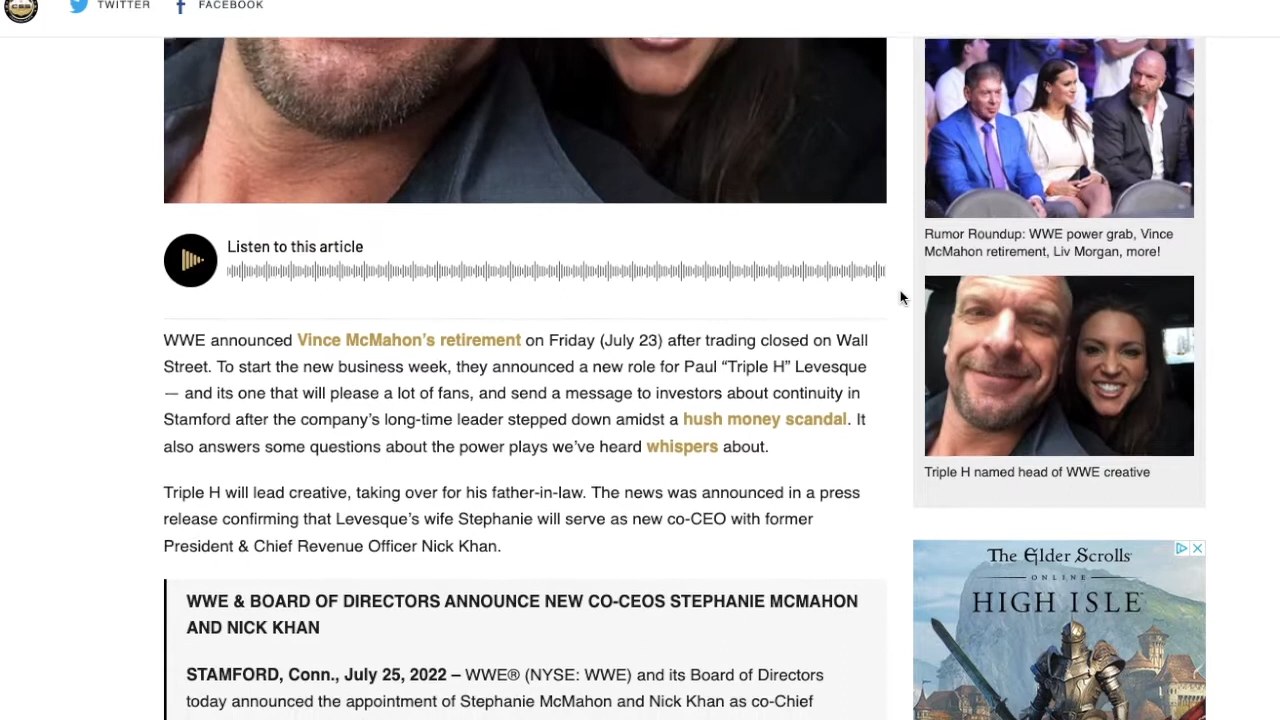 TWITTER
FACEBOOK
Listen to this article
WWE announced Vince McMahon’s retirement on Friday (July 23) after trading closed on Wall
Street. To start the new business week, they announced a new role for Paul “Triple H” Levesque
— and its one that will please a lot of fans, and send a message to investors about continuity in
Stamford after the company’s long-time leader stepped down amidst a hush money scandal. It
also answers some questions about the power plays we’ve heard whispers about.
Triple H will lead creative, taking over for his father-in-law. The news was announced in a press
release confirming that Levesque’s wife Stephanie will serve as new co-CEO with former
President & Chief Revenue Officer Nick Khan.
WWE & BOARD OF DIRECTORS ANNOUNCE NEW CO-CEOS STEPHANIE MCMAHON
AND NICK KHAN
STAMFORD, Conn., July 25, 2022 – WWE® (NYSE: WWE) and its Board of Directors
today announced the appointment of Stephanie McMahon and Nick Khan as co-Chief
Rumor Roundup: WWE power grab, Vince
McMahon retirement, Liv Morgan, more!
Triple H named head of WWE creative
The Elder Scrolls
ONLINE
HIGH ISLE